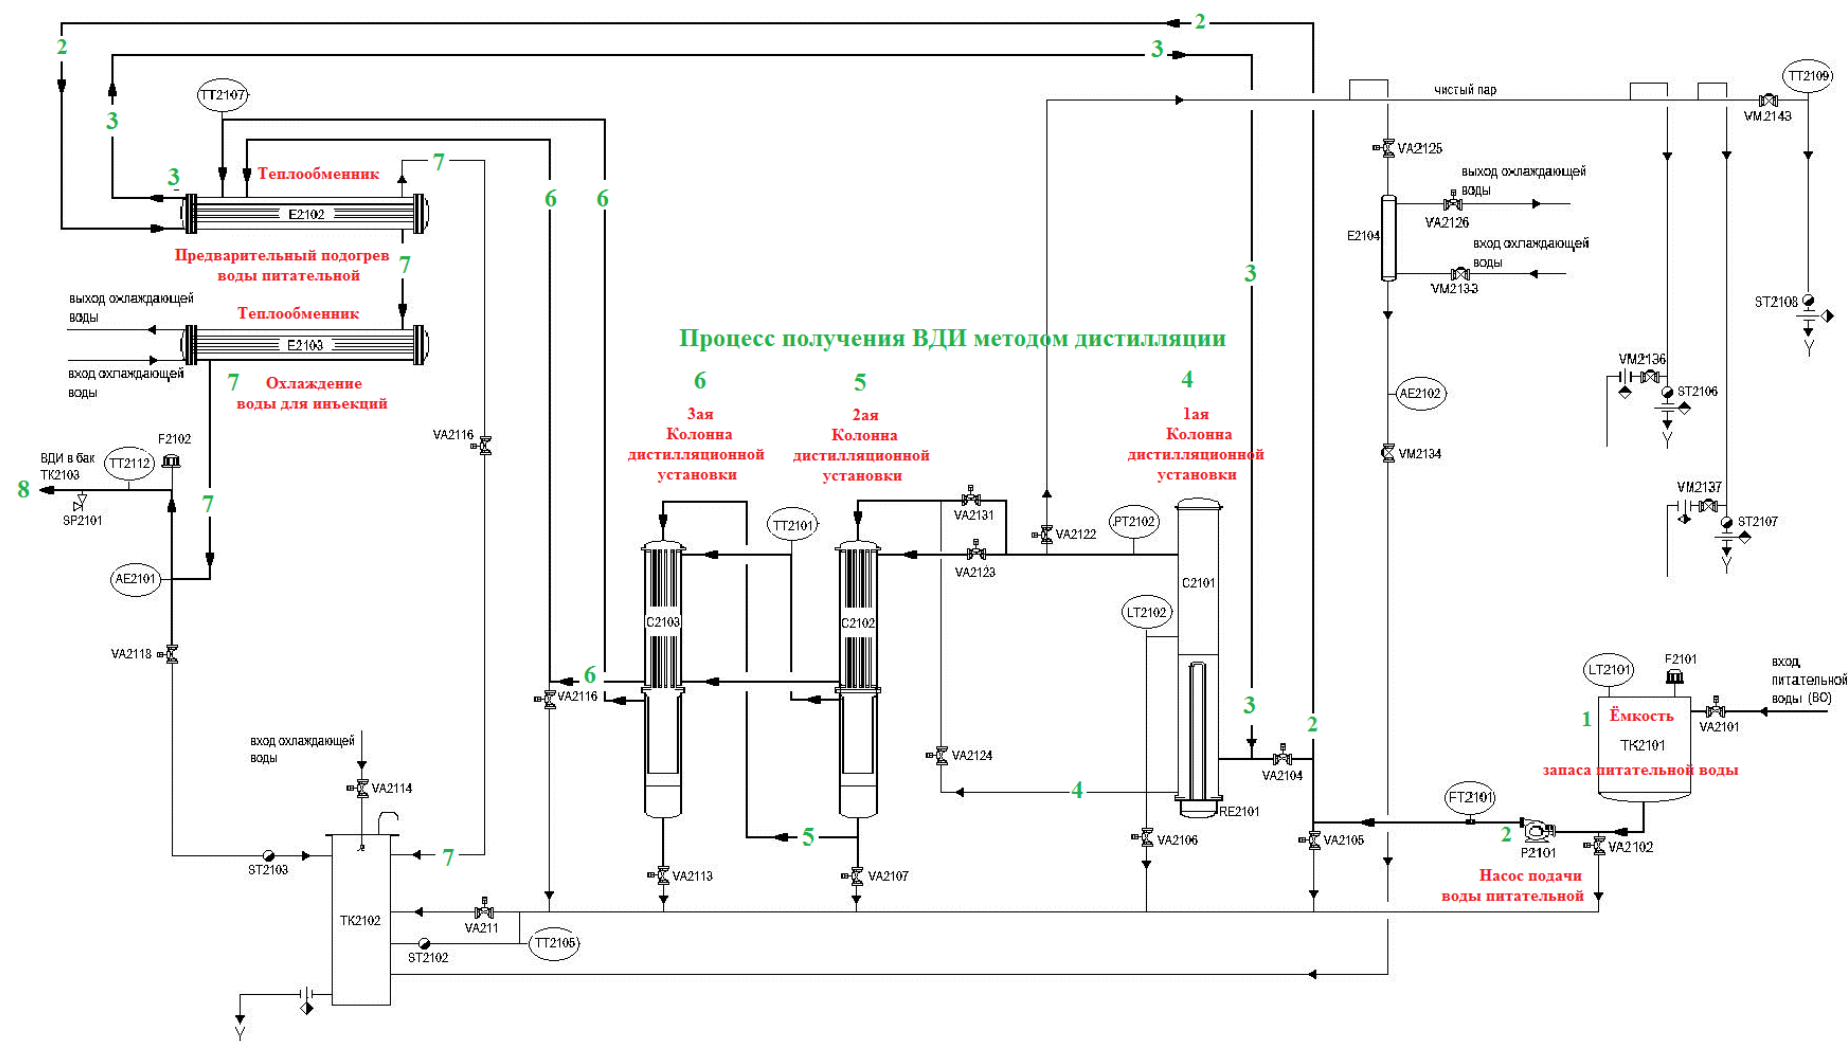 2
2
3
3
чистый пар
TT2109
VM2143
TT2107
3
Теплообменник
7
E2102
6
6
Предварительный подогрев
воды питательной
7
VA2125
выход охлаждающей
воды
VA2126
E2104
вход охлаждающей
воды
VM2133
3
ST2108
выход охлаждающей
воды
Теплообменник
E2103
вход охлаждающей
воды
7
Охлаждение
воды для инъекций
Процесс получения ВДИ методом дистилляции
6
3ая
Колонна
дистилляционной
установки
5
2ая
Колонна
дистилляционной
установки
4
1ая
Колонна
дистилляционной
установки
VM2136
ST2106
AE2102
VM2134
VM2137
ST2107
VA2116
F2102
ВДИ в бак
TK2103
TT2112
8
SP2101
7
AE2101
VA2118
TT2101
VA2131
VA2123
VA2122
PT2102
C2101
LT2102
C2103
C2102
6
VA2116
VA2124
4
3
2
VA2104
RE2101
LT2101
F2101
вход
питательной
воды (ВО)
1
Ёмкость
TK2101
VA2101
запаса питательной воды
FT2101
2
P2101
VA2102
Насос подачи
воды питательной
VA2106
VA2105
5
VA2113
VA2107
вход охлаждающей
воды
VA2114
7
ST2103
TK2102
VA211
ST2102
TT2105